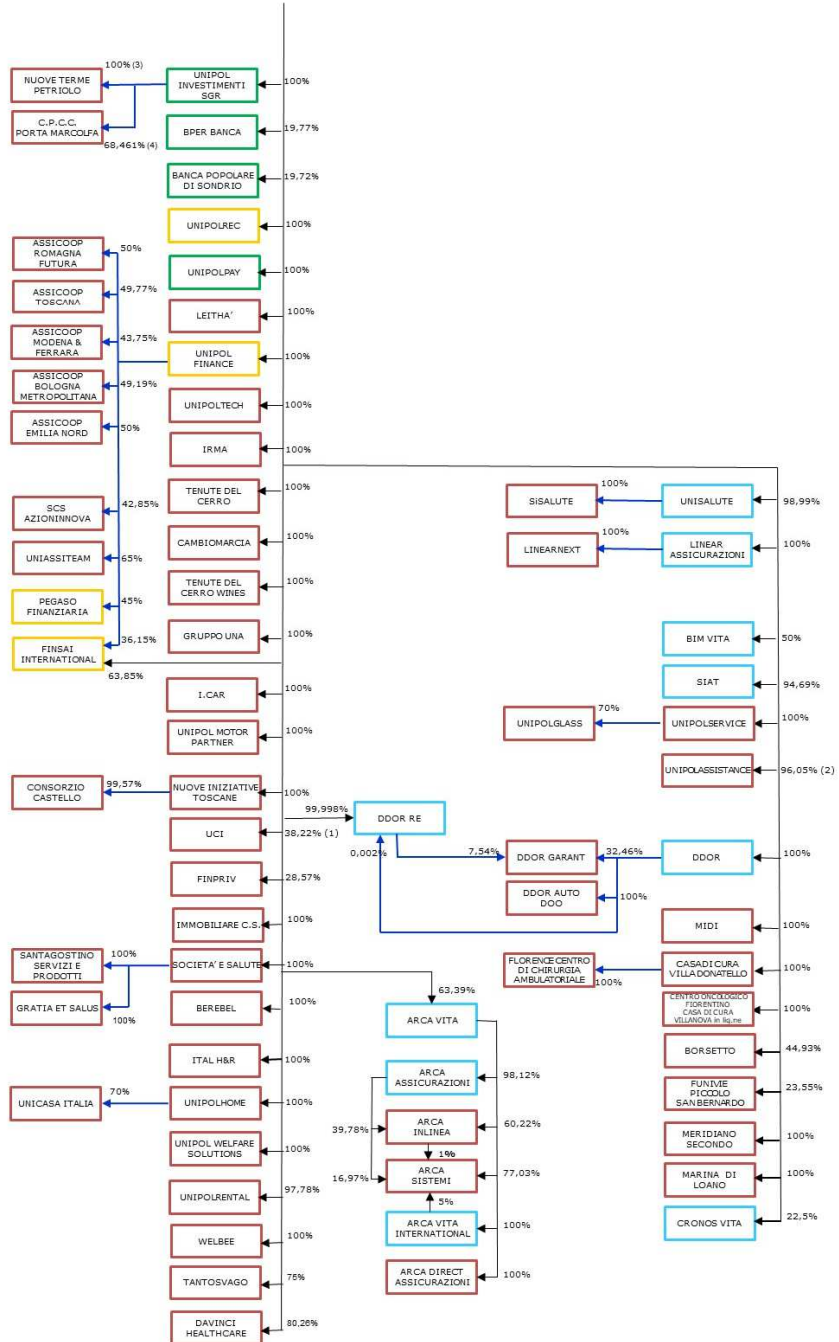 100% (3)
NUOVE TERME
PETRIOLO
UNIPOL
INVESTIMENTI
SGR
100%
C.P.C.C.
PORTA MARCOLFA
68,461% (4)
BPER BANCA
19,77%
BANCA POPOLARE
DI SONDRIO
19,72%
UNIPOLREC
100%
ASSICOOP
ROMAGNA
FUTURA
50%
UNIPOLPAY
100%
ASSICOOP
TOSCANA
49,77%
LEITHA'
100%
ASSICOOP
MODENA &
FERRARA
43,75%
UNIPOL
FINANCE
100%
ASSICOOP
BOLOGNA
METROPOLITANA
49,19%
UNIPOLTECH
100%
ASSICOOP
EMILIA NORD
50%
IRMA
100%
SCS
AZIONINNOVA
42,85%
TENUTE DEL
CERRO
100%
UNIASSITEAM
65%
CAMBIOMARCIA
100%
PEGASO
FINANZIARIA
45%
TENUTE DEL
CERRO WINES
100%
FINSAI
INTERNATIONAL
36,15%
63,85%
GRUPPO UNA
100%
I.CAR
100%
UNIPOL MOTOR
PARTNER
100%
CONSORZIO
CASTELLO
99,57%
NUOVE INIZIATIVE
TOSCANE
100%
UCI
38,22% (1)
FINPRIV
28,57%
IMMOBILIARE C.S.
100%
SANTAGOSTINO
SERVIZI E
PRODOTTI
100%
SOCIETA' E SALUTE
100%
GRATIA ET SALUS
100%
BEREBEL
100%
ITAL H&R
100%
UNICASA ITALIA
70%
UNIPOLHOME
100%
UNIPOL WELFARE
SOLUTIONS
100%
UNIPOLRENTAL
97,78%
WELBEE
100%
TANTOSVAGO
75%
DAVINCI
HEALTHCARE
80,26%
SiSALUTE
100%
UNISALUTE
98,99%
LINEARNEXT
100%
LINEAR
ASSICURAZIONI
100%
BIM VITA
50%
SIAT
94,69%
UNIPOLGLASS
70%
UNIPOLSERVICE
100%
UNIPOLASSISTANCE
96,05% (2)
99,998%
DDOR RE
0,002%
7,54%
DDOR GARANT
32,46%
DDOR
100%
DDOR AUTO
DOO
100%
MIDI
100%
FLORENCE CENTRO
DI CHIRURGIA
AMBULATORIALE
100%
CASA DI CURA
VILLA DONATELLO
100%
CENTRO ONCOLOGICO
FIORENTINO
CASA DI CURA
VILLANOVA in liq.ne
100%
BORSETTO
44,93%
FUNIVIE
PICCOLO
SAN BERNARDO
23,55%
MERIDIANO
SECONDO
100%
MARINA DI
LOANO
100%
CRONOS VITA
22,5%
63,39%
ARCA VITA
ARCA
ASSICURAZIONI
98,12%
39,78%
ARCA
INLINEA
60,22%
1%
16,97%
ARCA
SISTEMI
77,03%
5%
ARCA VITA
INTERNATIONAL
100%
ARCA DIRECT
ASSICURAZIONI
100%